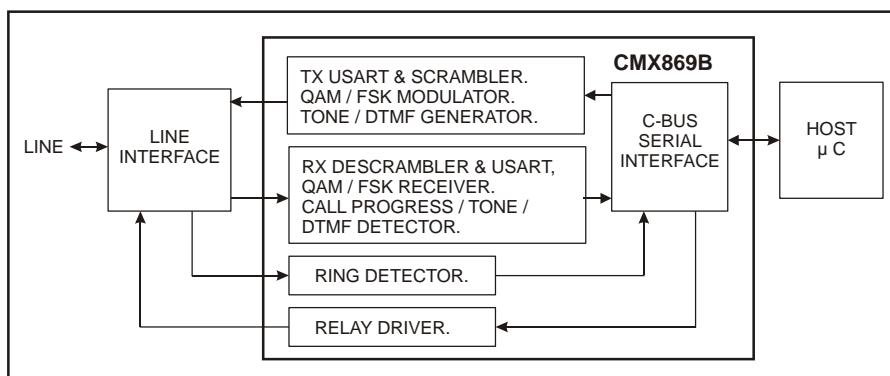 CMX869B
TX USART & SCRAMBLER.
QAM / FSK MODULATOR.
TONE / DTMF GENERATOR.
LINE
LINE
INTERFACE
C-BUS
SERIAL
INTERFACE
HOST
µ C
RX DESCRAMBLER & USART,
QAM / FSK RECEIVER.
CALL PROGRESS / TONE /
DTMF DETECTOR.
RING DETECTOR.
RELAY DRIVER.